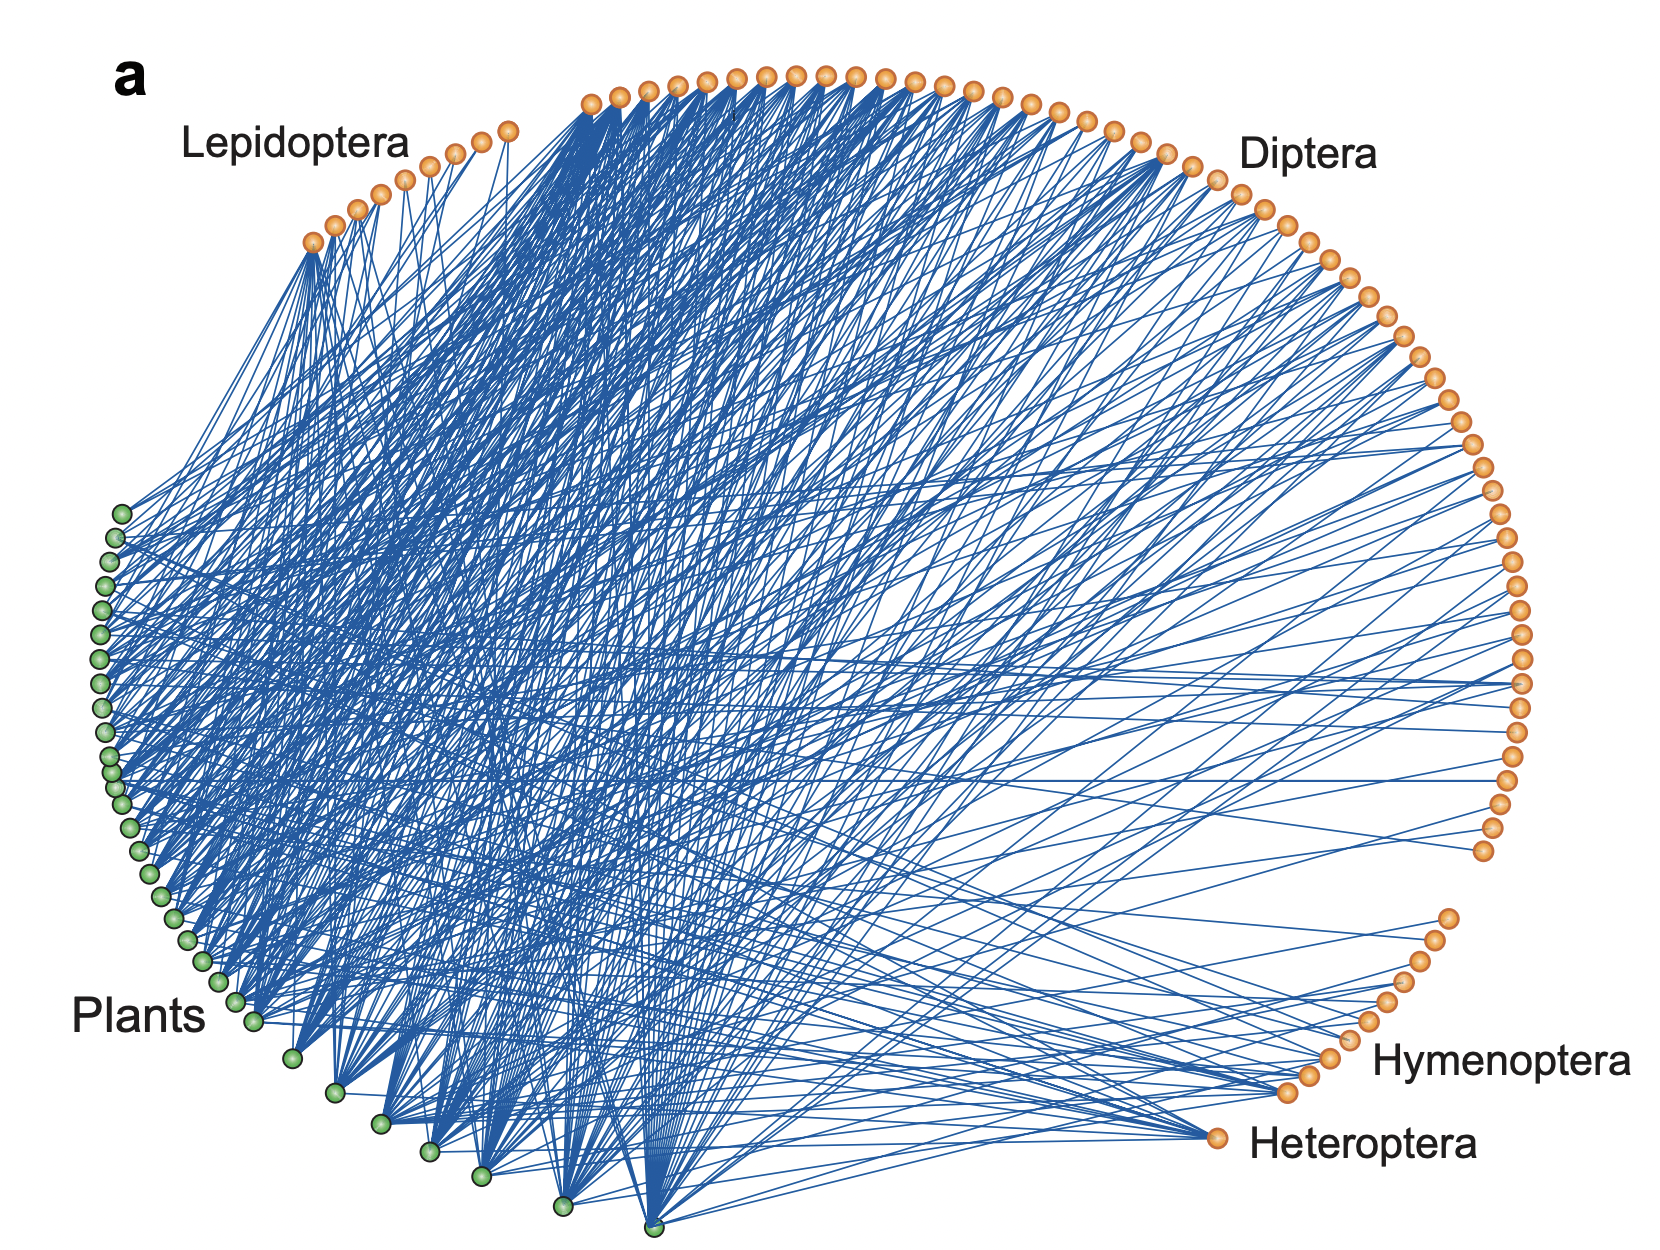 a
Lepidoptera
Diptera
Plants
Hymenoptera
Heteroptera